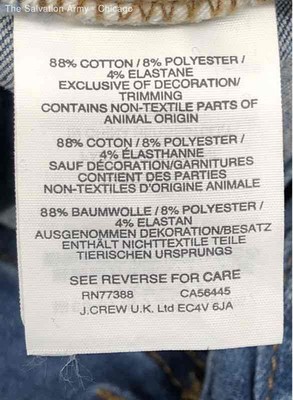 The Salvation Army - Chicago
88% COTTON / 8% POLYESTER /
4% ELASTANE
EXCLUSIVE OF DECORATION/
TRIMMING
CONTAINS NON-TEXTILE PARTS OF
ANIMAL ORIGIN
88% COTON / 8% POLYESTER /
4% ÉLASTHANNE
SAUF DÉCORATION/GARNITURES
CONTIENT DES PARTIES
NON-TEXTILES D'ORIGINE ANIMALE
88% BAUMWOLLE / 8% POLYESTER /
4% ELASTAN
AUSGENOMMEN DEKORATION/BESATZ
ENTHÄLT NICHTTEXTILE TEILE
TIERISCHEN URSPRUNGS
SEE REVERSE FOR CARE
RN77388 CA56445
J.CREW U.K. Ltd EC4V 6JA